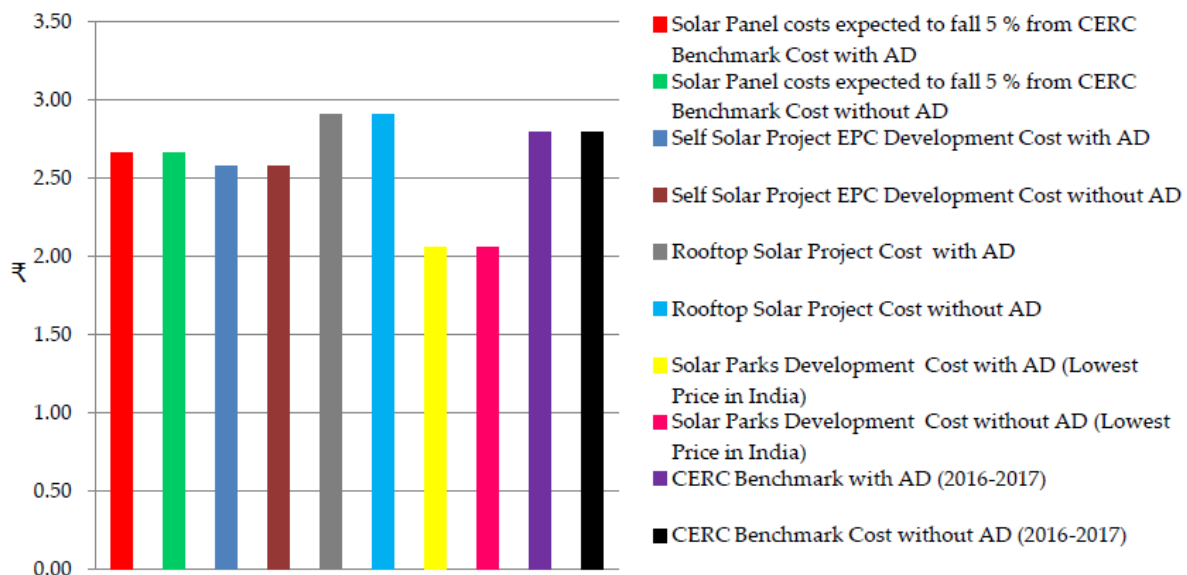 3.50
3.00
2.50
2.00
1.50
1.00
0.50
0.00
₹
Solar Panel costs expected to fall 5 % from CERC
Benchmark Cost with AD
Solar Panel costs expected to fall 5 % from CERC
Benchmark Cost without AD
Self Solar Project EPC Development Cost with AD
Self Solar Project EPC Development Cost without AD
Rooftop Solar Project Cost with AD
Rooftop Solar Project Cost without AD
Solar Parks Development Cost with AD (Lowest
Price in India)
Solar Parks Development Cost without AD (Lowest
Price in India)
CERC Benchmark with AD (2016-2017)
CERC Benchmark Cost without AD (2016-2017)